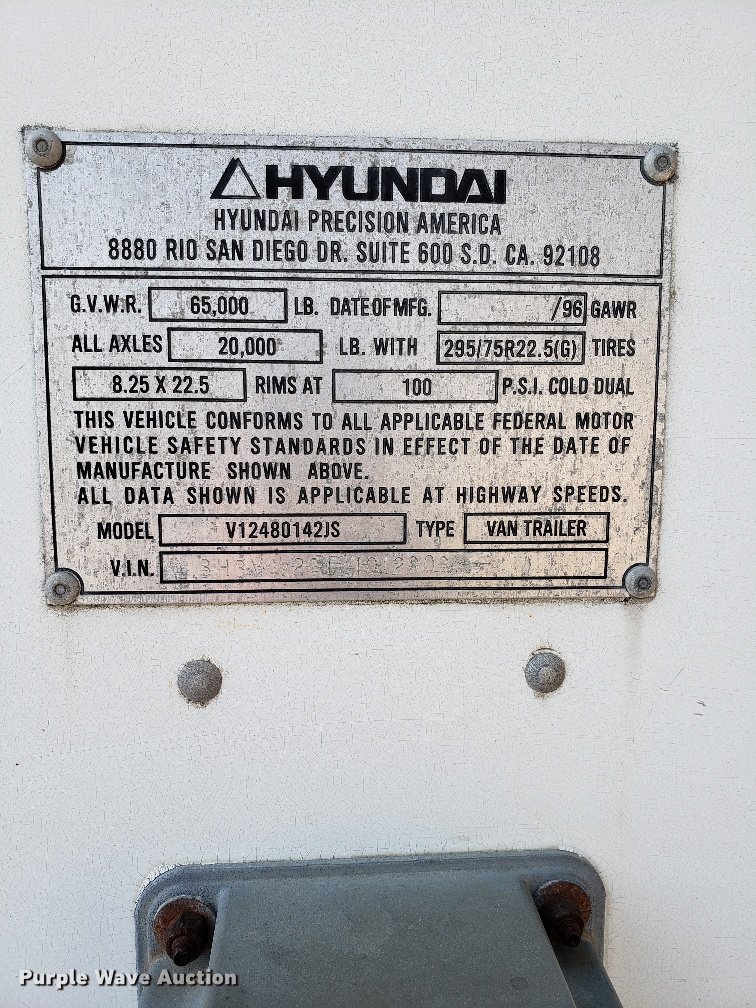 HYUNDAI
HYUNDAI PRECISION AMERICA
8880 RIO SAN DIEGO DR. SUITE 600 S.D. CA. 92108
G.V.W.R. 65,000 LB. DATE OF MFG. /96 GAWR
ALL AXLES 20,000 LB. WITH 295/75R22.5(G) TIRES
8.25 X 22.5 RIMS AT 100 P.S.I. COLD DUAL
THIS VEHICLE CONFORMS TO ALL APPLICABLE FEDERAL MOTOR
VEHICLE SAFETY STANDARDS IN EFFECT OF THE DATE OF
MANUFACTURE SHOWN ABOVE.
ALL DATA SHOWN IS APPLICABLE AT HIGHWAY SPEEDS.
MODEL V12480142JS TYPE VAN TRAILER
V.I.N.
Purple Wave Auction